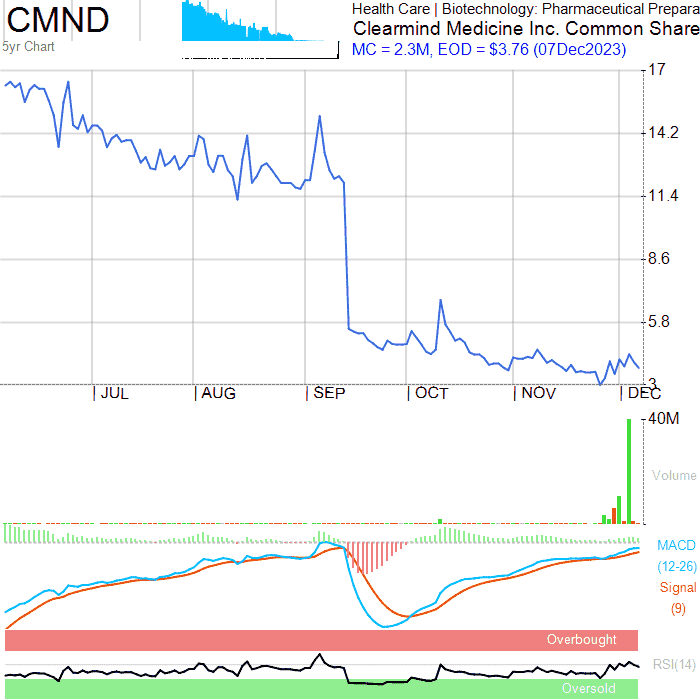 CMND
Health Care | Biotechnology: Pharmaceutical Prepara
Clearmind Medicine Inc. Common Share
5yr Chart
MC = 2.3M, EOD = $3.76 (07Dec2023)
17
14.2
11.4
8.6
5.8
3
JUL
AUG
SEP
OCT
NOV
DEC
40M
Volume
MACD
(12-26)
Signal
(9)
Overbought
RSI(14)
Oversold